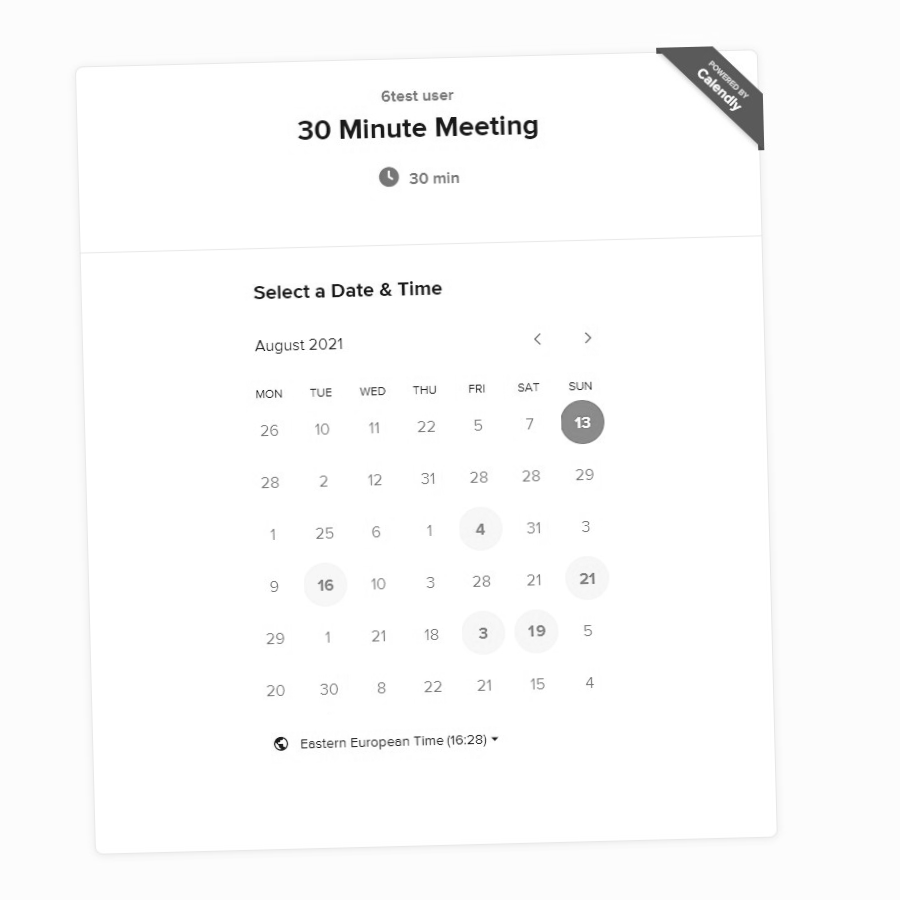 POWERED BY
Calendly
6test user
30 Minute Meeting
30 min
Select a Date & Time
August 2021
MON TUE WED THU FRI SAT SUN
26 10 11 22 5 7 13
28 2 12 31 28 28 29
1 25 6 1 4 31 3
9 16 10 3 28 21 21
29 1 21 18 3 19 5
20 30 8 22 21 15 4
Eastern European Time (16:28)